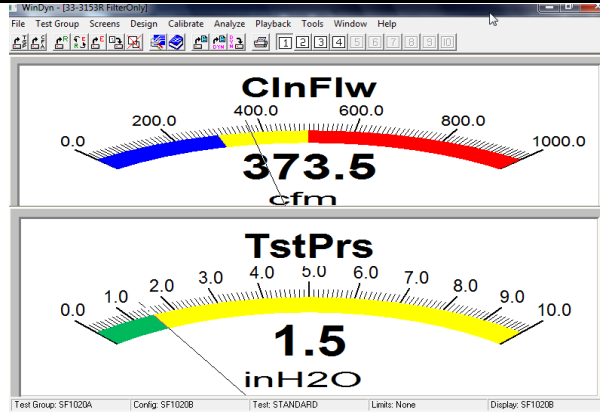 WinDyn - [33-3153R FilterOnly]
File Test Group Screens Design Calibrate Analyze Playback Tools Window Help
1 2 3 4 5 6 7 8 9 10
ClnFlw
0.0 200.0 400.0 600.0 800.0 1000.0
373.5
cfm
TstPrs
0.0 1.0 2.0 3.0 4.0 5.0 6.0 7.0 8.0 9.0 10.0
1.5
inH2O
Test Group: SF1020A Config: SF1020B Test: STANDARD Limits: None Display: SF1020B